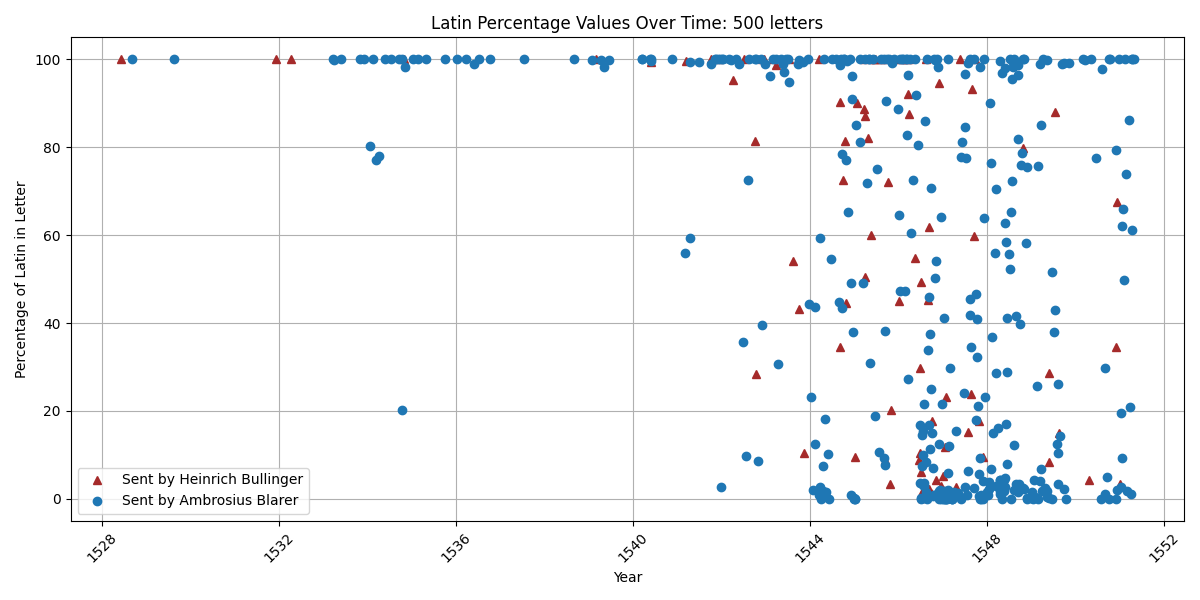 Latin Percentage Values Over Time: 500 letters
Percentage of Latin in Letter
100
80
60
40
20
0
Sent by Heinrich Bullinger
Sent by Ambrosius Blarer
1528
1532
1536
1540
1544
1548
1552
Year